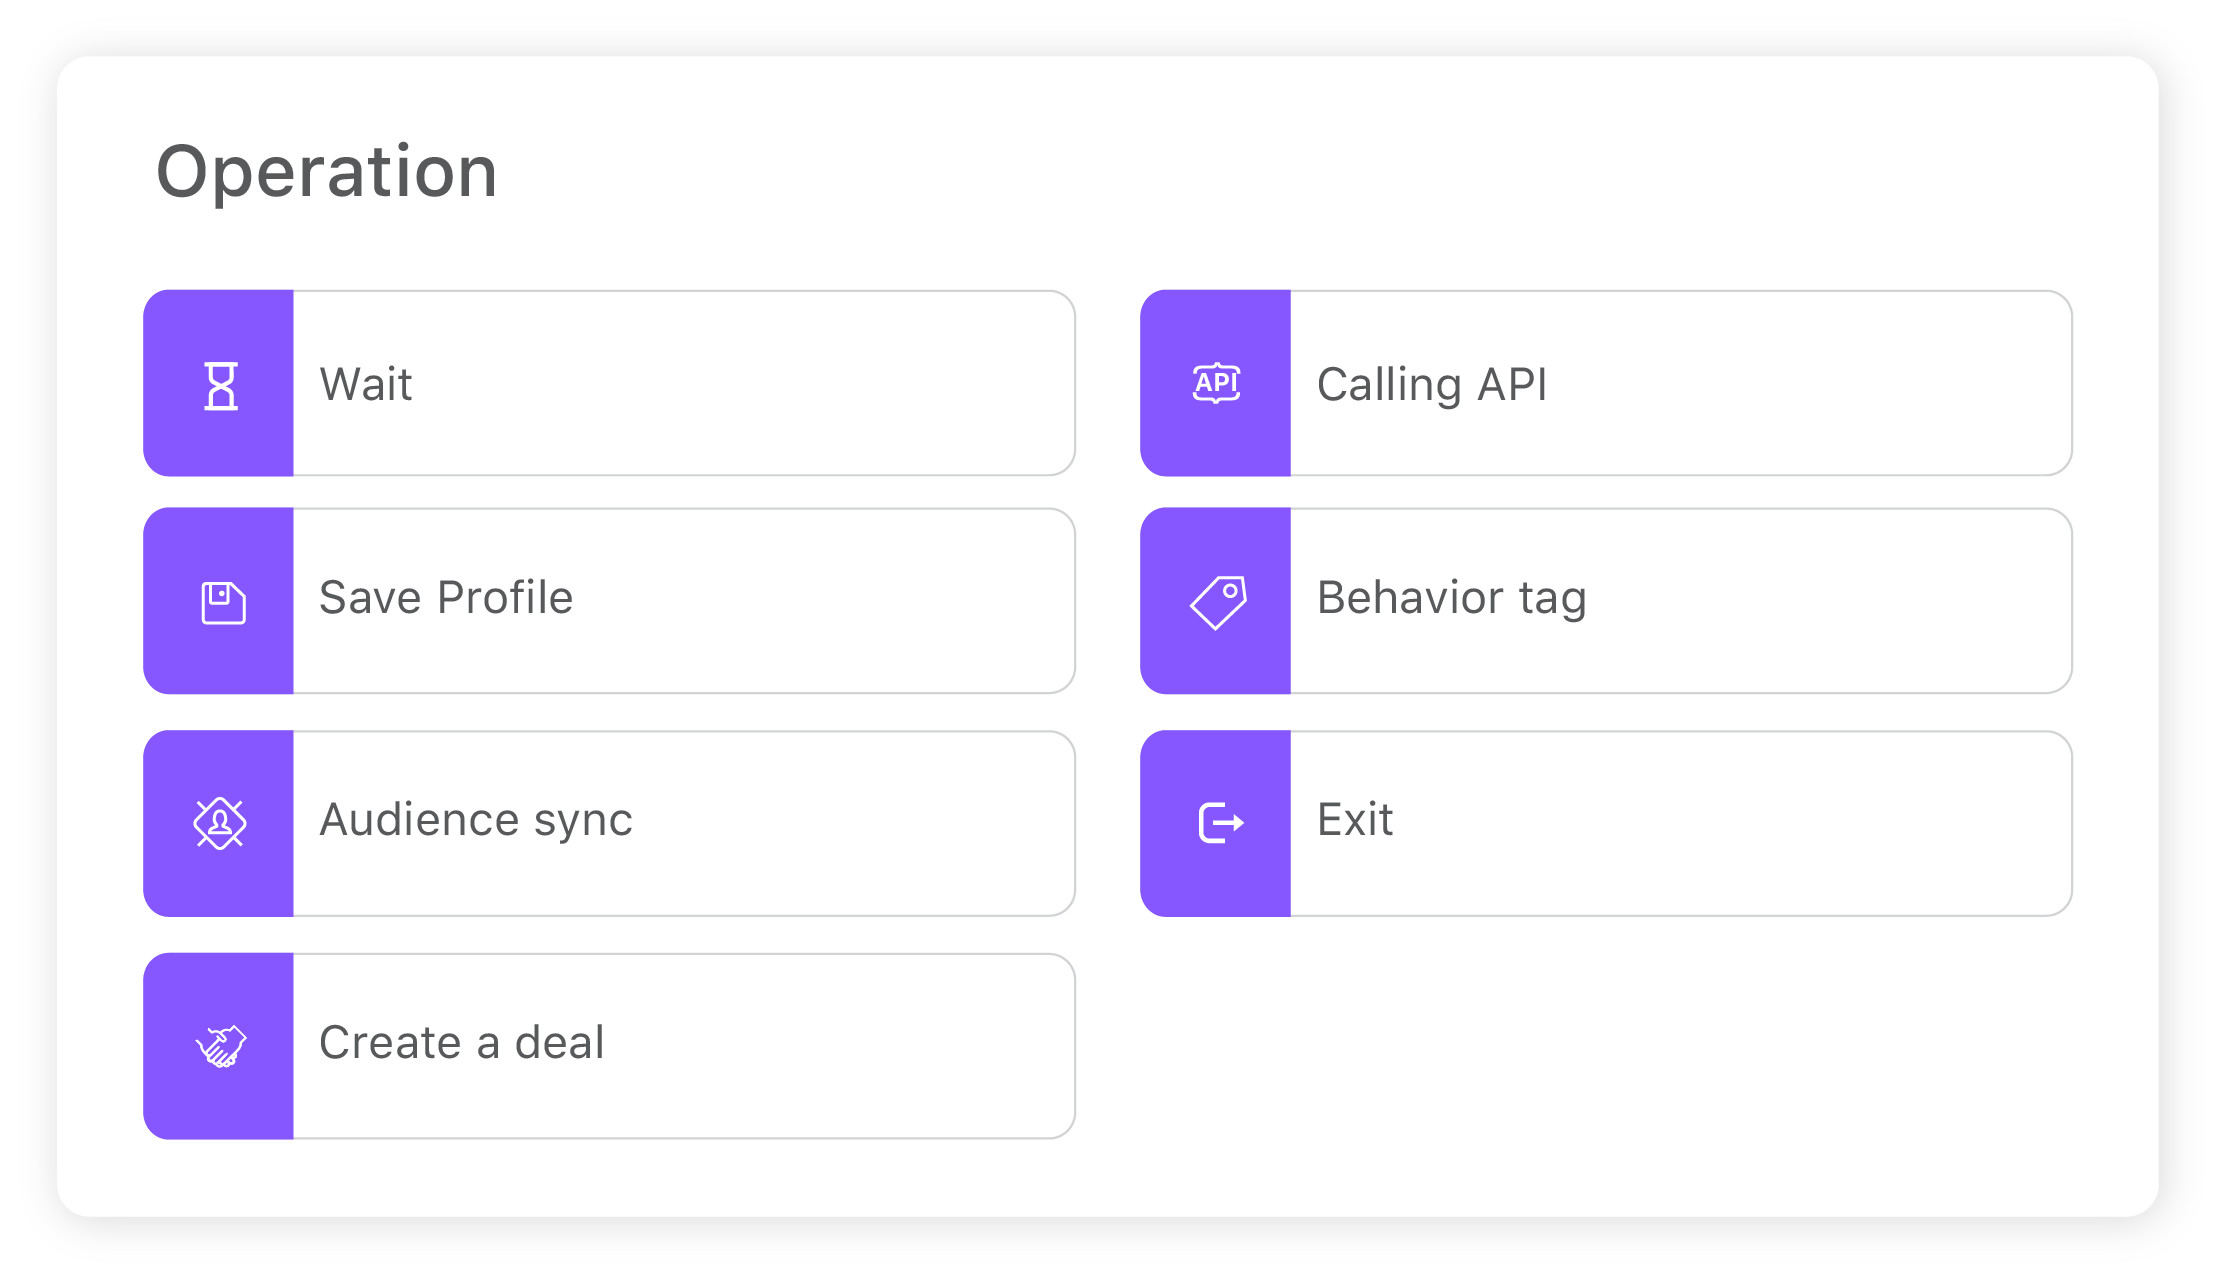 Operation
Wait
API
Calling API
Save Profile
Behavior tag
Audience sync
Exit
Create a deal